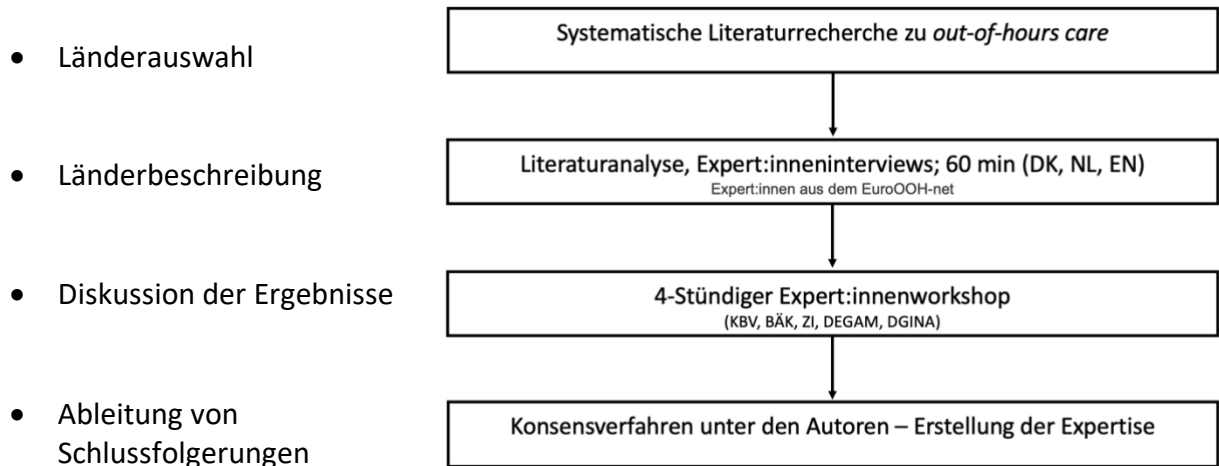 • Länderauswahl
Systematische Literaturrecherche zu out-of-hours care
• Länderbeschreibung
Literaturanalyse, Expert:inneninterviews; 60 min (DK, NL, EN)
Expert:innen aus dem EuroOOH-net
• Diskussion der Ergebnisse
4-Stündiger Expert:innenworkshop
(KBV, BÄK, ZI, DEGAM, DGINA)
• Ableitung von
Schlussfolgerungen
Konsensverfahren unter den Autoren – Erstellung der Expertise